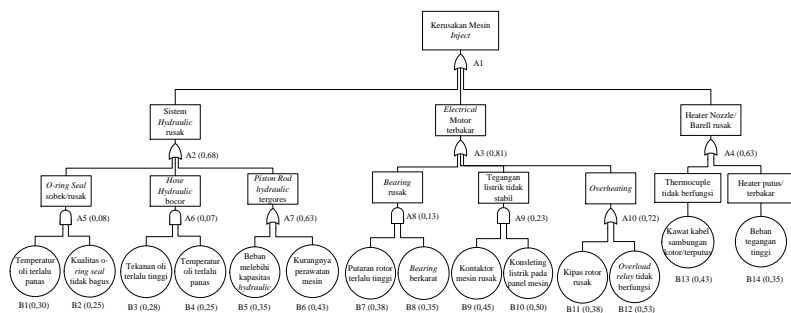 Kerusakan Mesin
Inject
A1
Sistem
Hydraulic
rusak
A2 (0,68)
Electrical
Motor
terbakar
A3 (0,81)
Heater Nozzle/
Barell rusak
A4 (0,63)
O-ring Seal
sobek/rusak
A5 (0,08)
Hose
Hydraulic
bocor
A6 (0,07)
Piston Rod
hydraulic
tergores
A7 (0,63)
Bearing
rusak
A8 (0,13)
Tegangan
listrik tidak
stabil
A9 (0,23)
Overheating
A10 (0,72)
Thermocuple
tidak berfungsi
Heater putus/
terbakar
Temperatur
oli terlalu
panas
B1(0,30)
Kualitas o-
ring seal
tidak bagus
B2 (0,25)
Tekanan oli
terlalu tinggi
B3 (0,28)
Temperatur
oli terlalu
panas
B4 (0,25)
Beban
melebihi
kapasitas
hydraulic
B5 (0,35)
Kurangnya
perawatan
mesin
B6 (0,43)
Putaran rotor
terlalu tinggi
B7 (0,38)
Bearing
berkarat
B8 (0,35)
Kontaktor
mesin rusak
B9 (0,45)
Konsleting
listrik pada
panel mesin
B10 (0,50)
Kipas rotor
rusak
B11 (0,38)
Overload
relay tidak
berfungsi
B12 (0,53)
Kawat kabel
sambungan
kotor/terputus
B13 (0,43)
Beban
tegangan
tinggi
B14 (0,35)